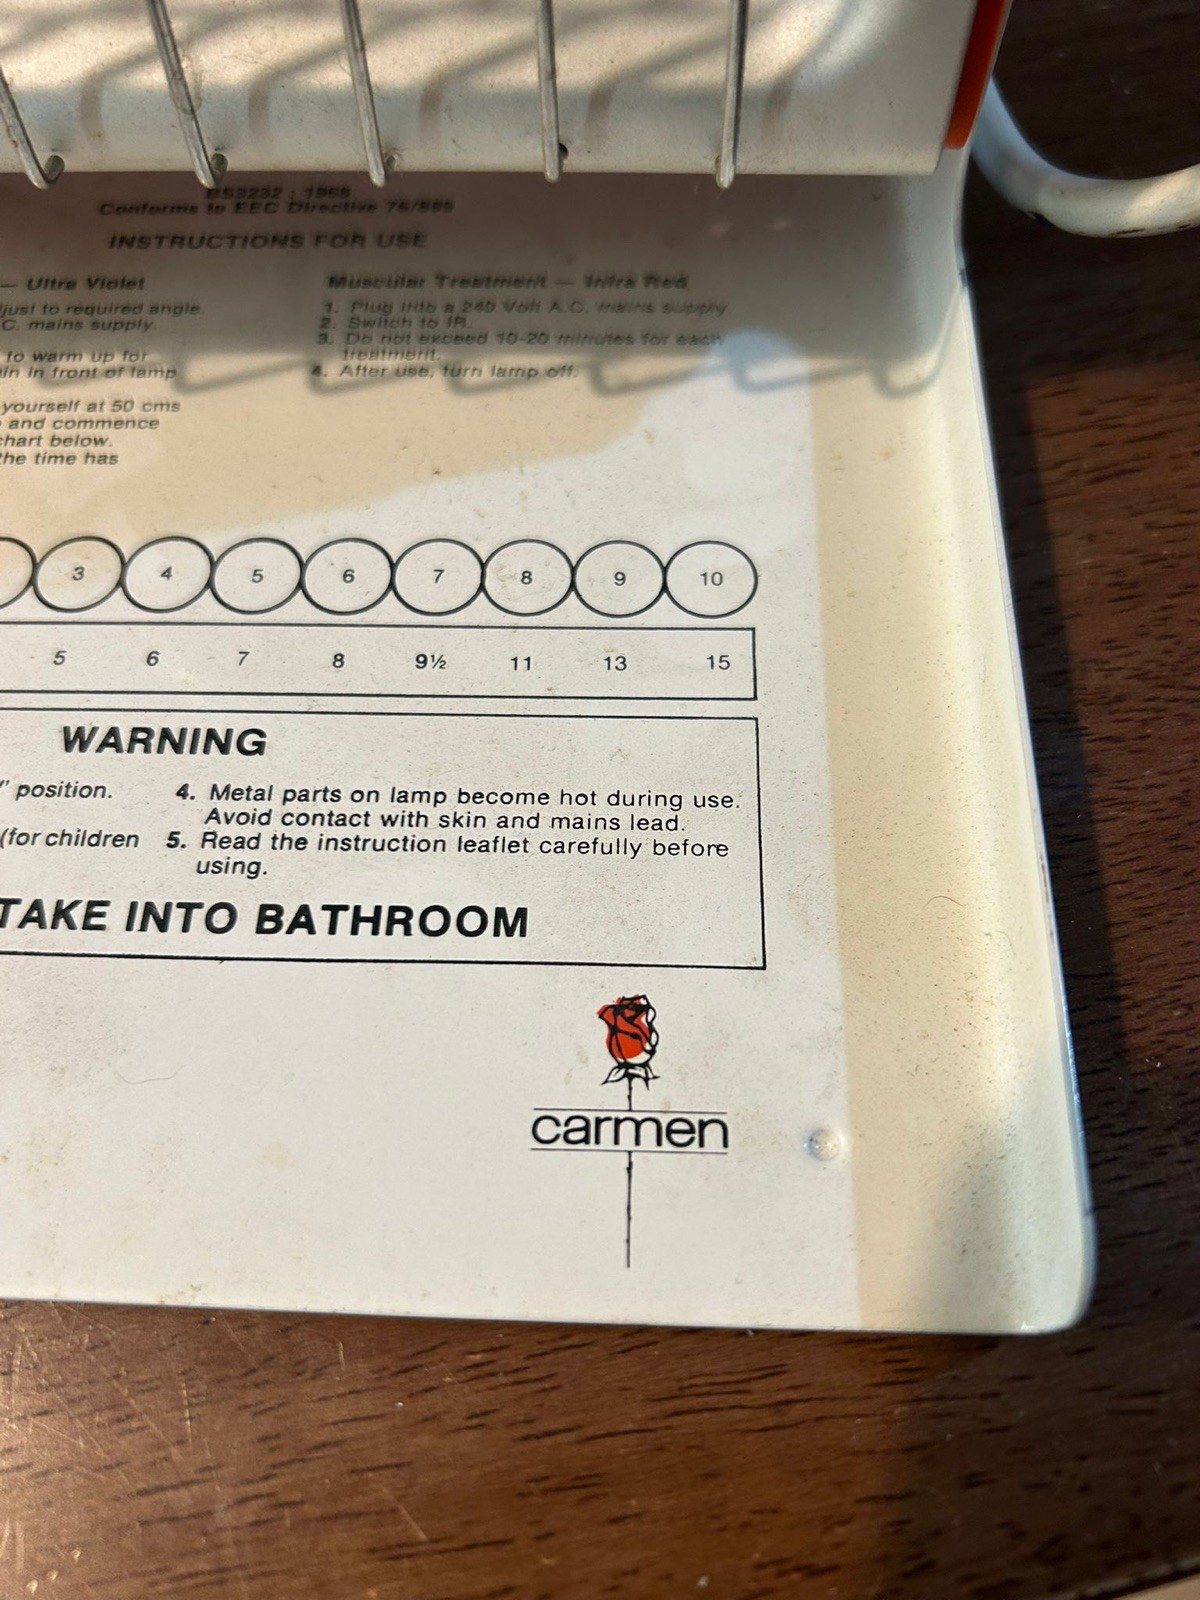 BS3232 : 1968
Conforms to EEC Directive 76/889
INSTRUCTIONS FOR USE
— Ultra Violet
just to required angle.
C. mains supply.
to warm up for
in in front of lamp
yourself at 50 cms
and commence
chart below.
the time has
Muscular Treatment — Infra Red
1. Plug into a 240 Volt A.C. mains supply.
2. Switch to IR.
3. Do not exceed 10-20 minutes for each
treatment.
4. After use, turn lamp off.
3 4 5 6 7 8 9 10
5 6 7 8 9½ 11 13 15
WARNING
" position.
(for children
4. Metal parts on lamp become hot during use.
Avoid contact with skin and mains lead.
5. Read the instruction leaflet carefully before
using.
TAKE INTO BATHROOM
carmen